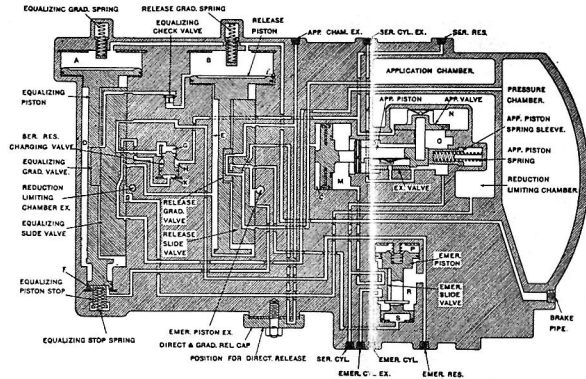 EQUALIZING GRAD. SPRING
RELEASE GRAD. SPRING
EQUALIZING
CHECK VALVE
RELEASE
PISTON
APP. CHAM. EX.
SER. CYL. EX.
SER. RES.
A
B
APPLICATION CHAMBER.
PRESSURE
CHAMBER.
EQUALIZING
PISTON
APP. PISTON
APP. VALVE
N
O
APP. PISTON
SPRING SLEEVE.
SER. RES.
CHARGING VALVE
G
E
EQUALIZING
GRAD. VALVE.
K
M
EX. VALVE
APP. PISTON
SPRING
REDUCTION
LIMITING
CHAMBER EX.
RELEASE
GRAD.
VALVE
REDUCTION
LIMITING CHAMBER
EQUALIZING
SLIDE VALVE
RELEASE
SLIDE VALVE
P
EMER.
PISTON
EQUALIZING
PISTON STOP
R
EMER.
SLIDE
VALVE
S
BRAKE
PIPE.
EQUALIZING STOP SPRING
EMER. PISTON EX.
DIRECT & GRAD. REL CAP
POSITION FOR DIRECT. RELEASE
SER. CYL.
EMER. CYL.
EMER. CYL. EX.
EMER. RES.